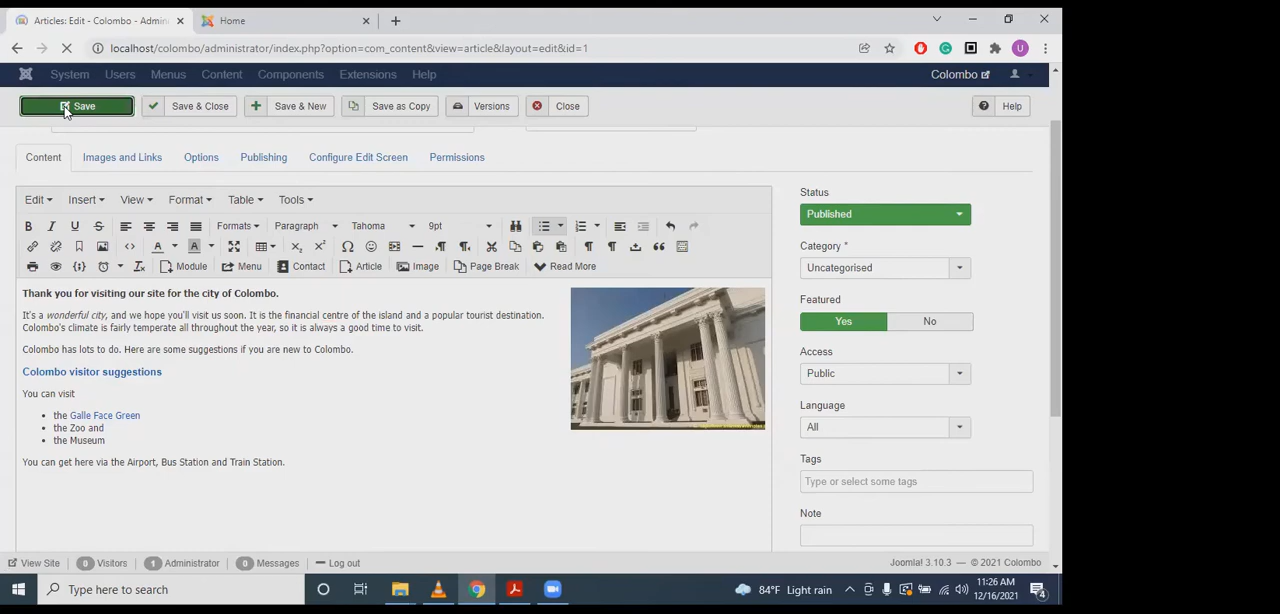 Articles: Edit - Colombo - Admin
Home
localhost/colombo/administrator/index.php?option=com_content&view=article&layout=edit&id=1
U
System Users Menus Content Components Extensions Help
Colombo
Save Save & Close Save & New Save as Copy Versions Close Help
Content Images and Links Options Publishing Configure Edit Screen Permissions
Edit Insert View Format Table Tools
B I U S Formats Paragraph Tahoma 9pt
Module Menu Contact Article Image Page Break Read More
Thank you for visiting our site for the city of Colombo.
It's a wonderful city, and we hope you'll visit us soon. It is the financial centre of the island and a popular tourist destination.
Colombo's climate is fairly temperate all throughout the year, so it is always a good time to visit.
Colombo has lots to do. Here are some suggestions if you are new to Colombo.
Colombo visitor suggestions
You can visit
• the Galle Face Green
• the Zoo and
• the Museum
You can get here via the Airport, Bus Station and Train Station.
Status
Published
Category *
Uncategorised
Featured
Yes No
Access
Public
Language
All
Tags
Type or select some tags
Note
View Site 0 Visitors 1 Administrator 0 Messages Log out
Joomla! 3.10.3 — © 2021 Colombo
Type here to search
84°F Light rain
11:26 AM
12/16/2021
4